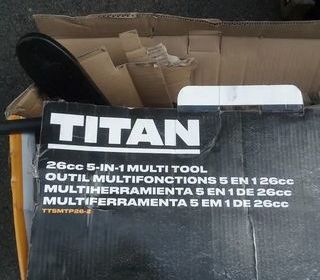 TITAN
26cc 5-IN-1 MULTI TOOL
OUTIL MULTIFONCTIONS 5 EN 1 26cc
MULTIHERRAMIENTA 5 EN 1 DE 26cc
MULTIFERRAMENTA 5 EM 1 DE 26cc
TTSMTP26-2